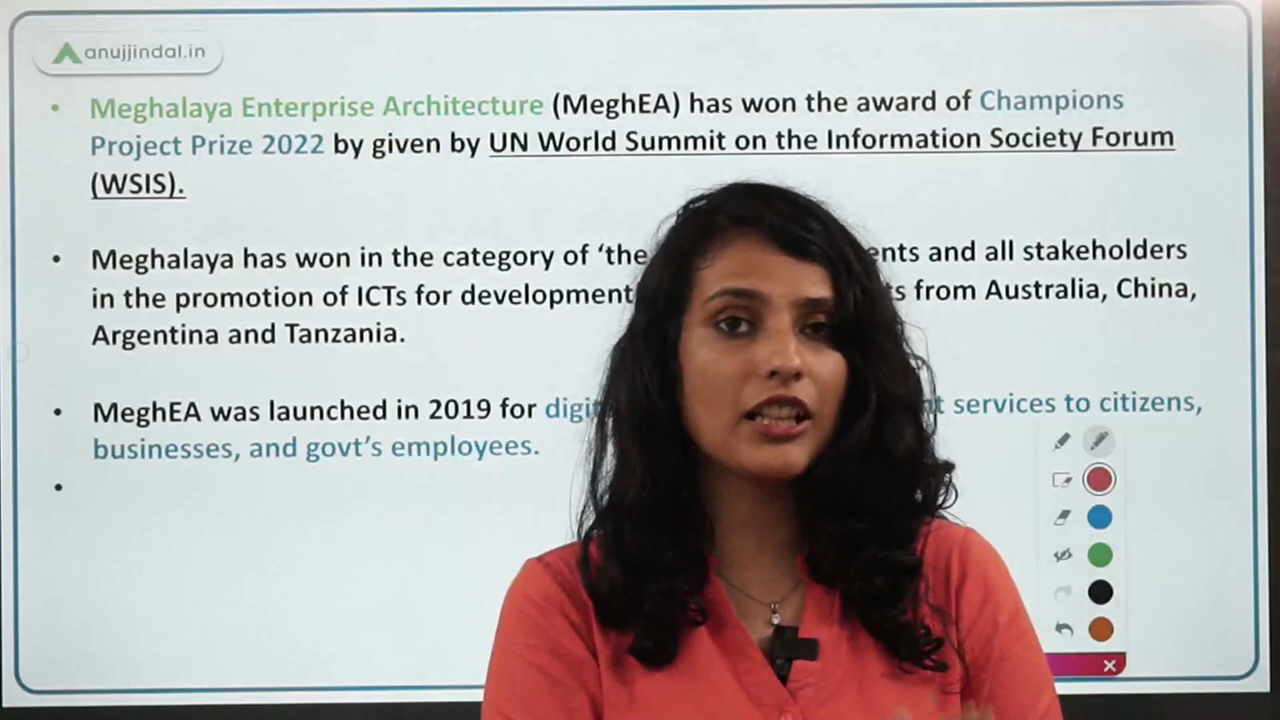 anujjindal.in
Meghalaya Enterprise Architecture (MeghEA) has won the award of Champions
Project Prize 2022 by given by UN World Summit on the Information Society Forum
(WSIS).
Meghalaya has won in the category of ‘the ents and all stakeholders
in the promotion of ICTs for development from Australia, China,
Argentina and Tanzania.
MeghEA was launched in 2019 for services to citizens,
businesses, and govt’s employees.